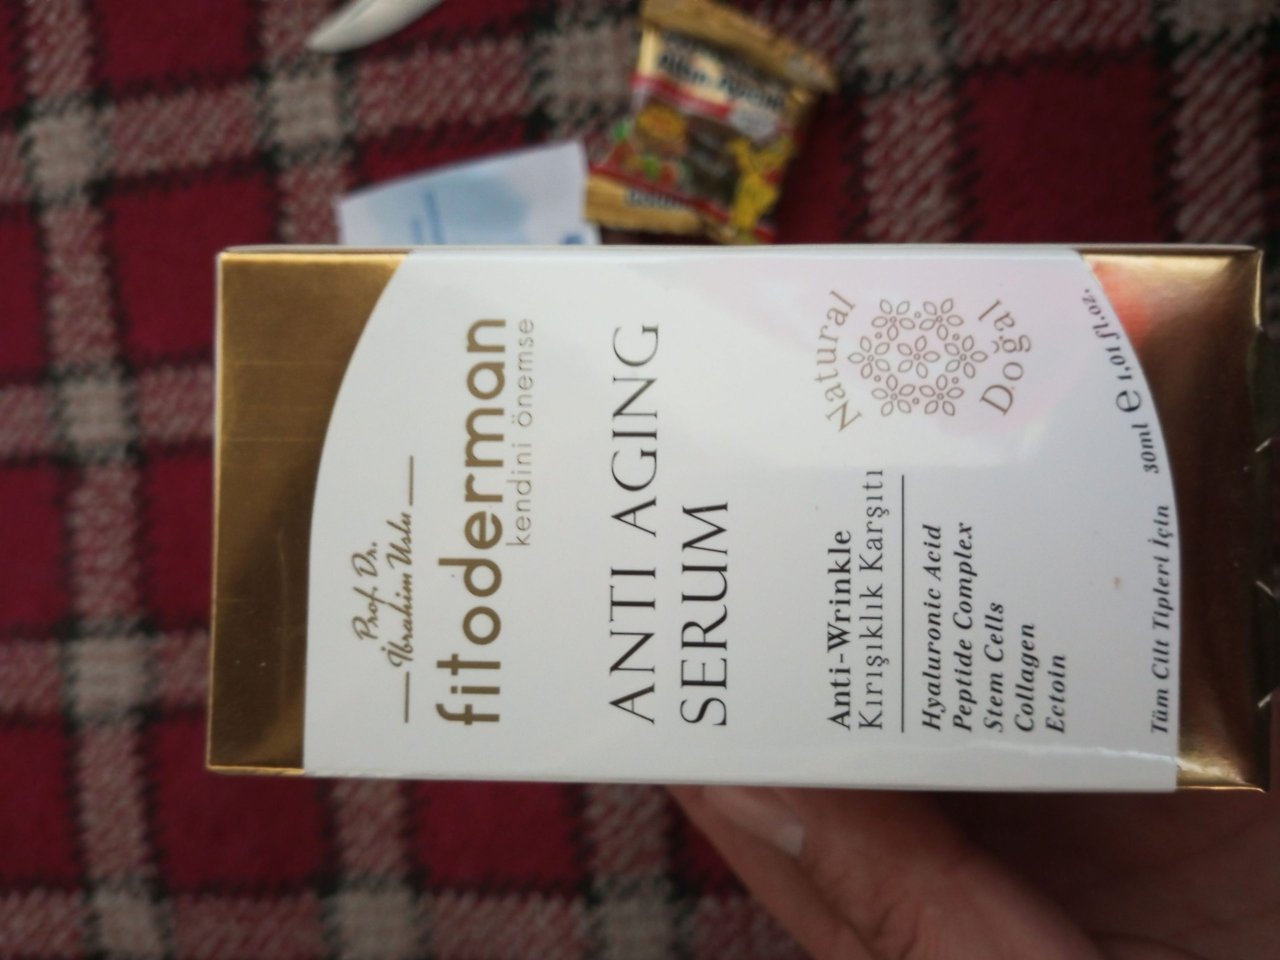 Prof. Dr.
İbrahim Uslu
fitoderman
kendini önemse
ANTI AGING
SERUM
Natural
Doğal
Anti-Wrinkle
Kırışıklık Karşıtı
Hyaluronic Acid
Peptide Complex
Stem Cells
Collagen
Ectoin
Tüm Cilt Tipleri İçin
30ml e 1.01 fl.oz.